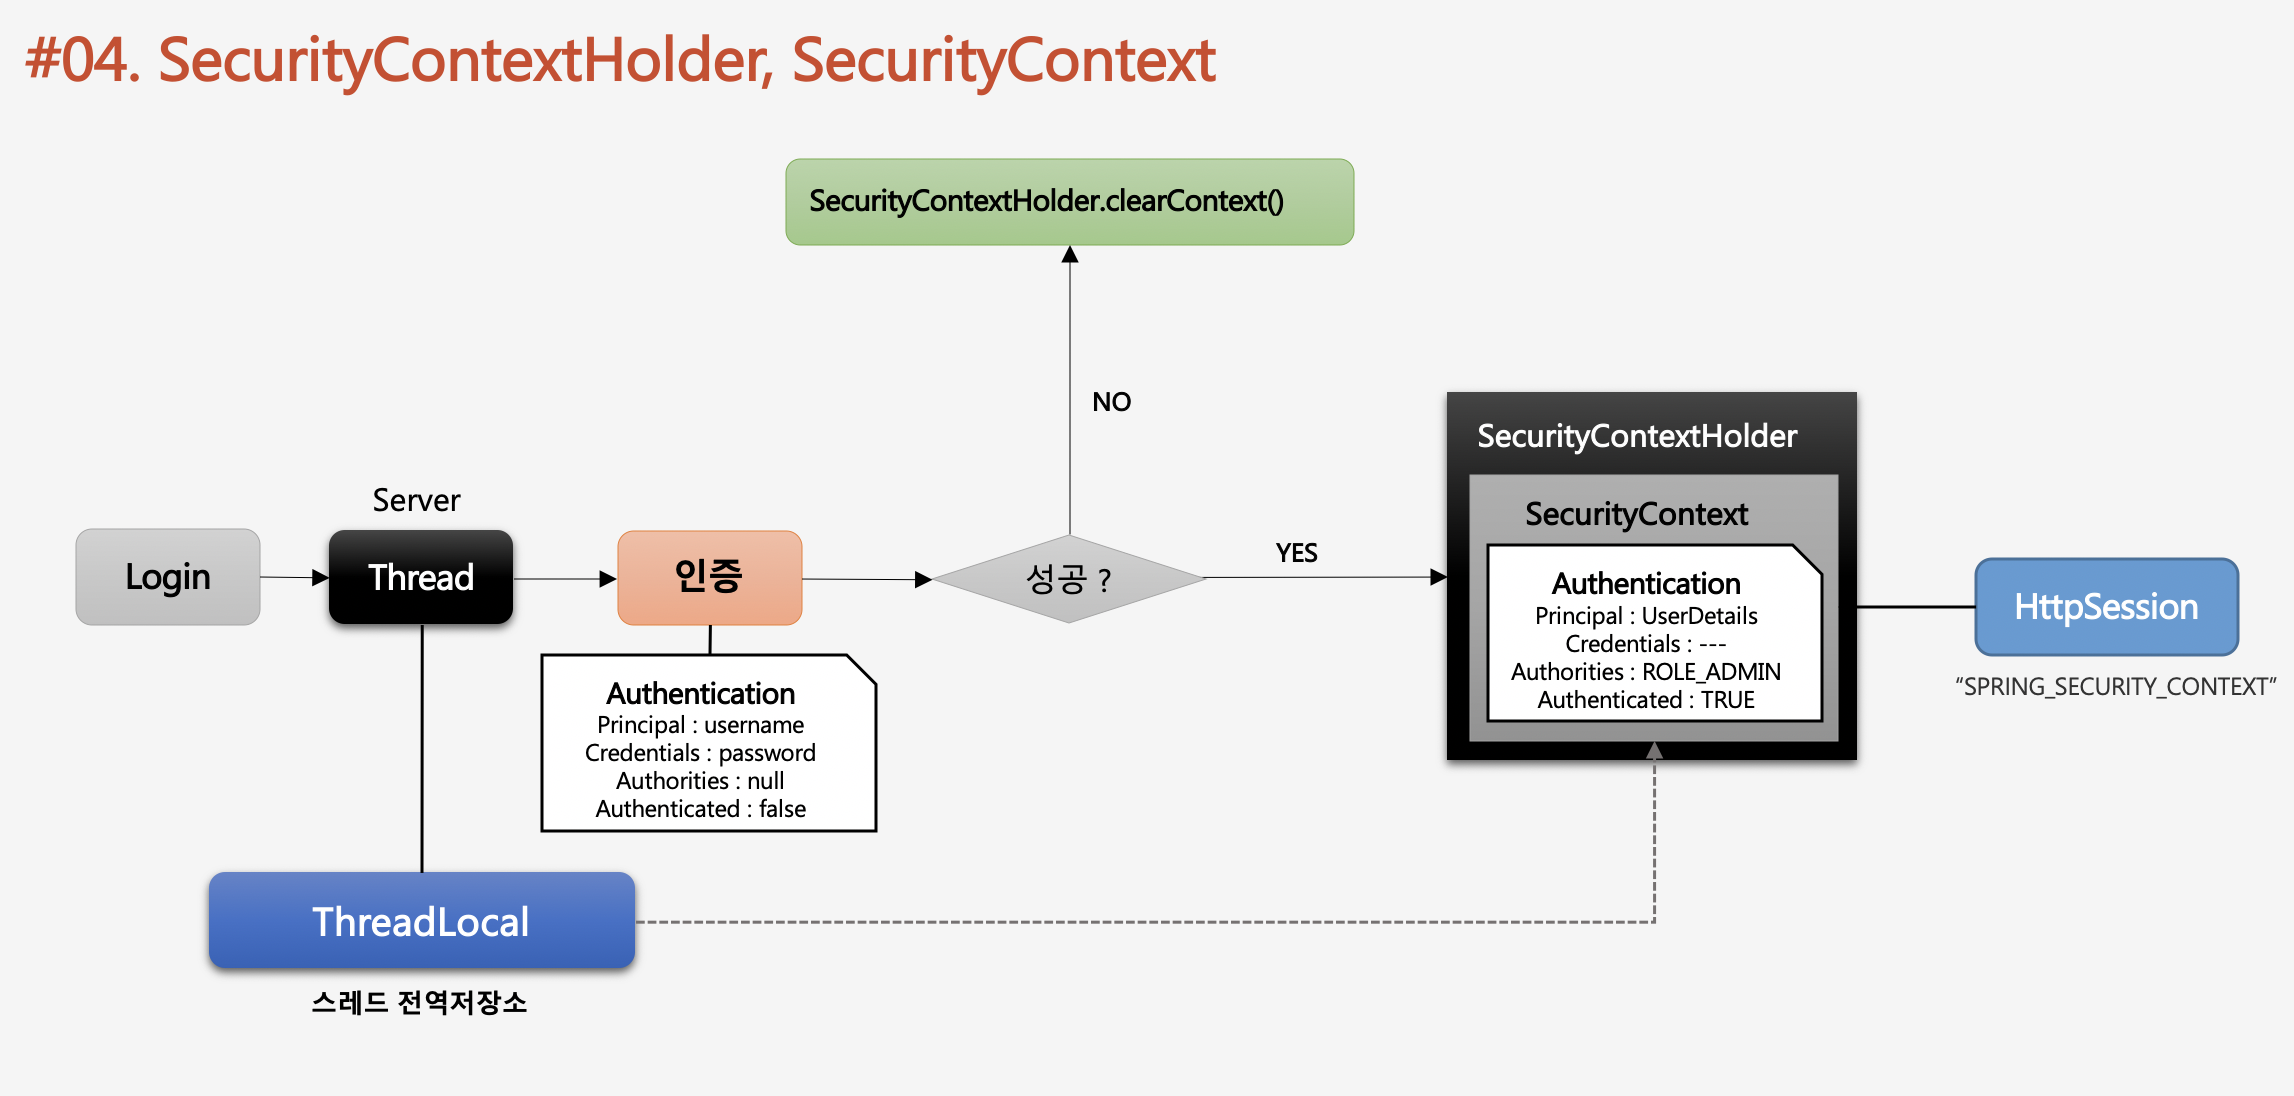 #04. SecurityContextHolder, SecurityContext
SecurityContextHolder.clearContext()
NO
Server
Login
Thread
인증
성공 ?
YES
Authentication
Principal : username
Credentials : password
Authorities : null
Authenticated : false
SecurityContextHolder
SecurityContext
Authentication
Principal : UserDetails
Credentials : ---
Authorities : ROLE_ADMIN
Authenticated : TRUE
HttpSession
“SPRING_SECURITY_CONTEXT”
ThreadLocal
스레드 전역저장소